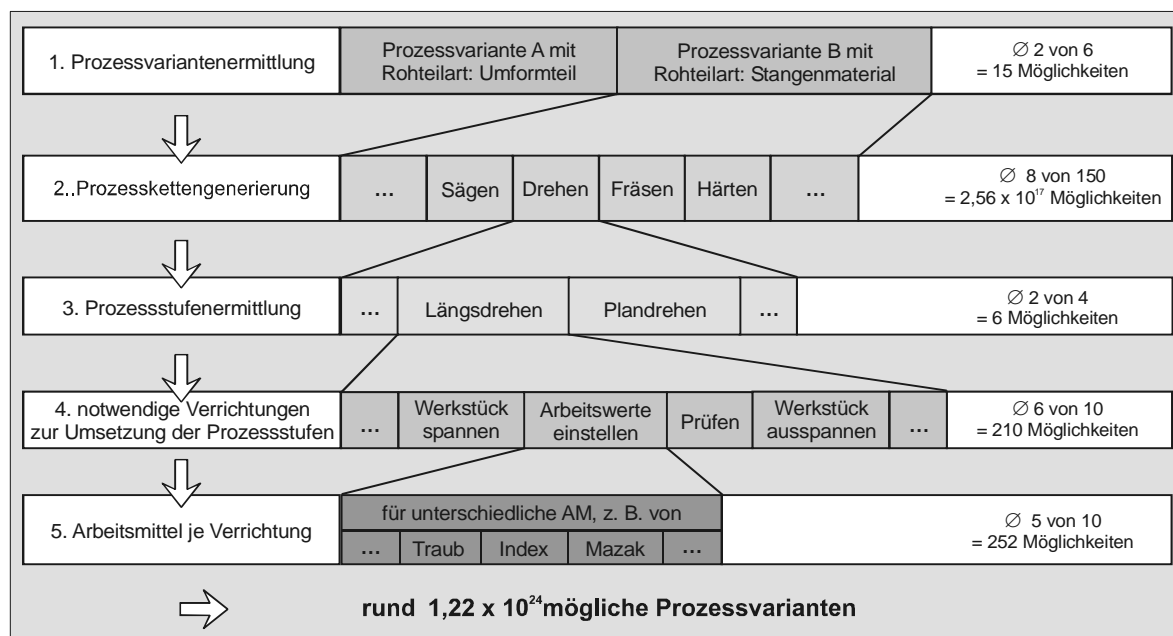 1. Prozessvariantenermittlung
Prozessvariante A mit
Rohteilart: Umformteil
Prozessvariante B mit
Rohteilart: Stangenmaterial
∅ 2 von 6
= 15 Möglichkeiten
2..Prozesskettengenerierung
...
Sägen
Drehen
Fräsen
Härten
...
∅ 8 von 150
= 2,56 x 10¹⁷ Möglichkeiten
3. Prozessstufenermittlung
...
Längsdrehen
Plandrehen
...
∅ 2 von 4
= 6 Möglichkeiten
4. notwendige Verrichtungen
zur Umsetzung der Prozessstufen
...
Werkstück
spannen
Arbeitswerte
einstellen
Prüfen
Werkstück
ausspannen
...
∅ 6 von 10
= 210 Möglichkeiten
5. Arbeitsmittel je Verrichtung
für unterschiedliche AM, z. B. von
...
Traub
Index
Mazak
...
∅ 5 von 10
= 252 Möglichkeiten
rund 1,22 x 10²⁴ mögliche Prozessvarianten